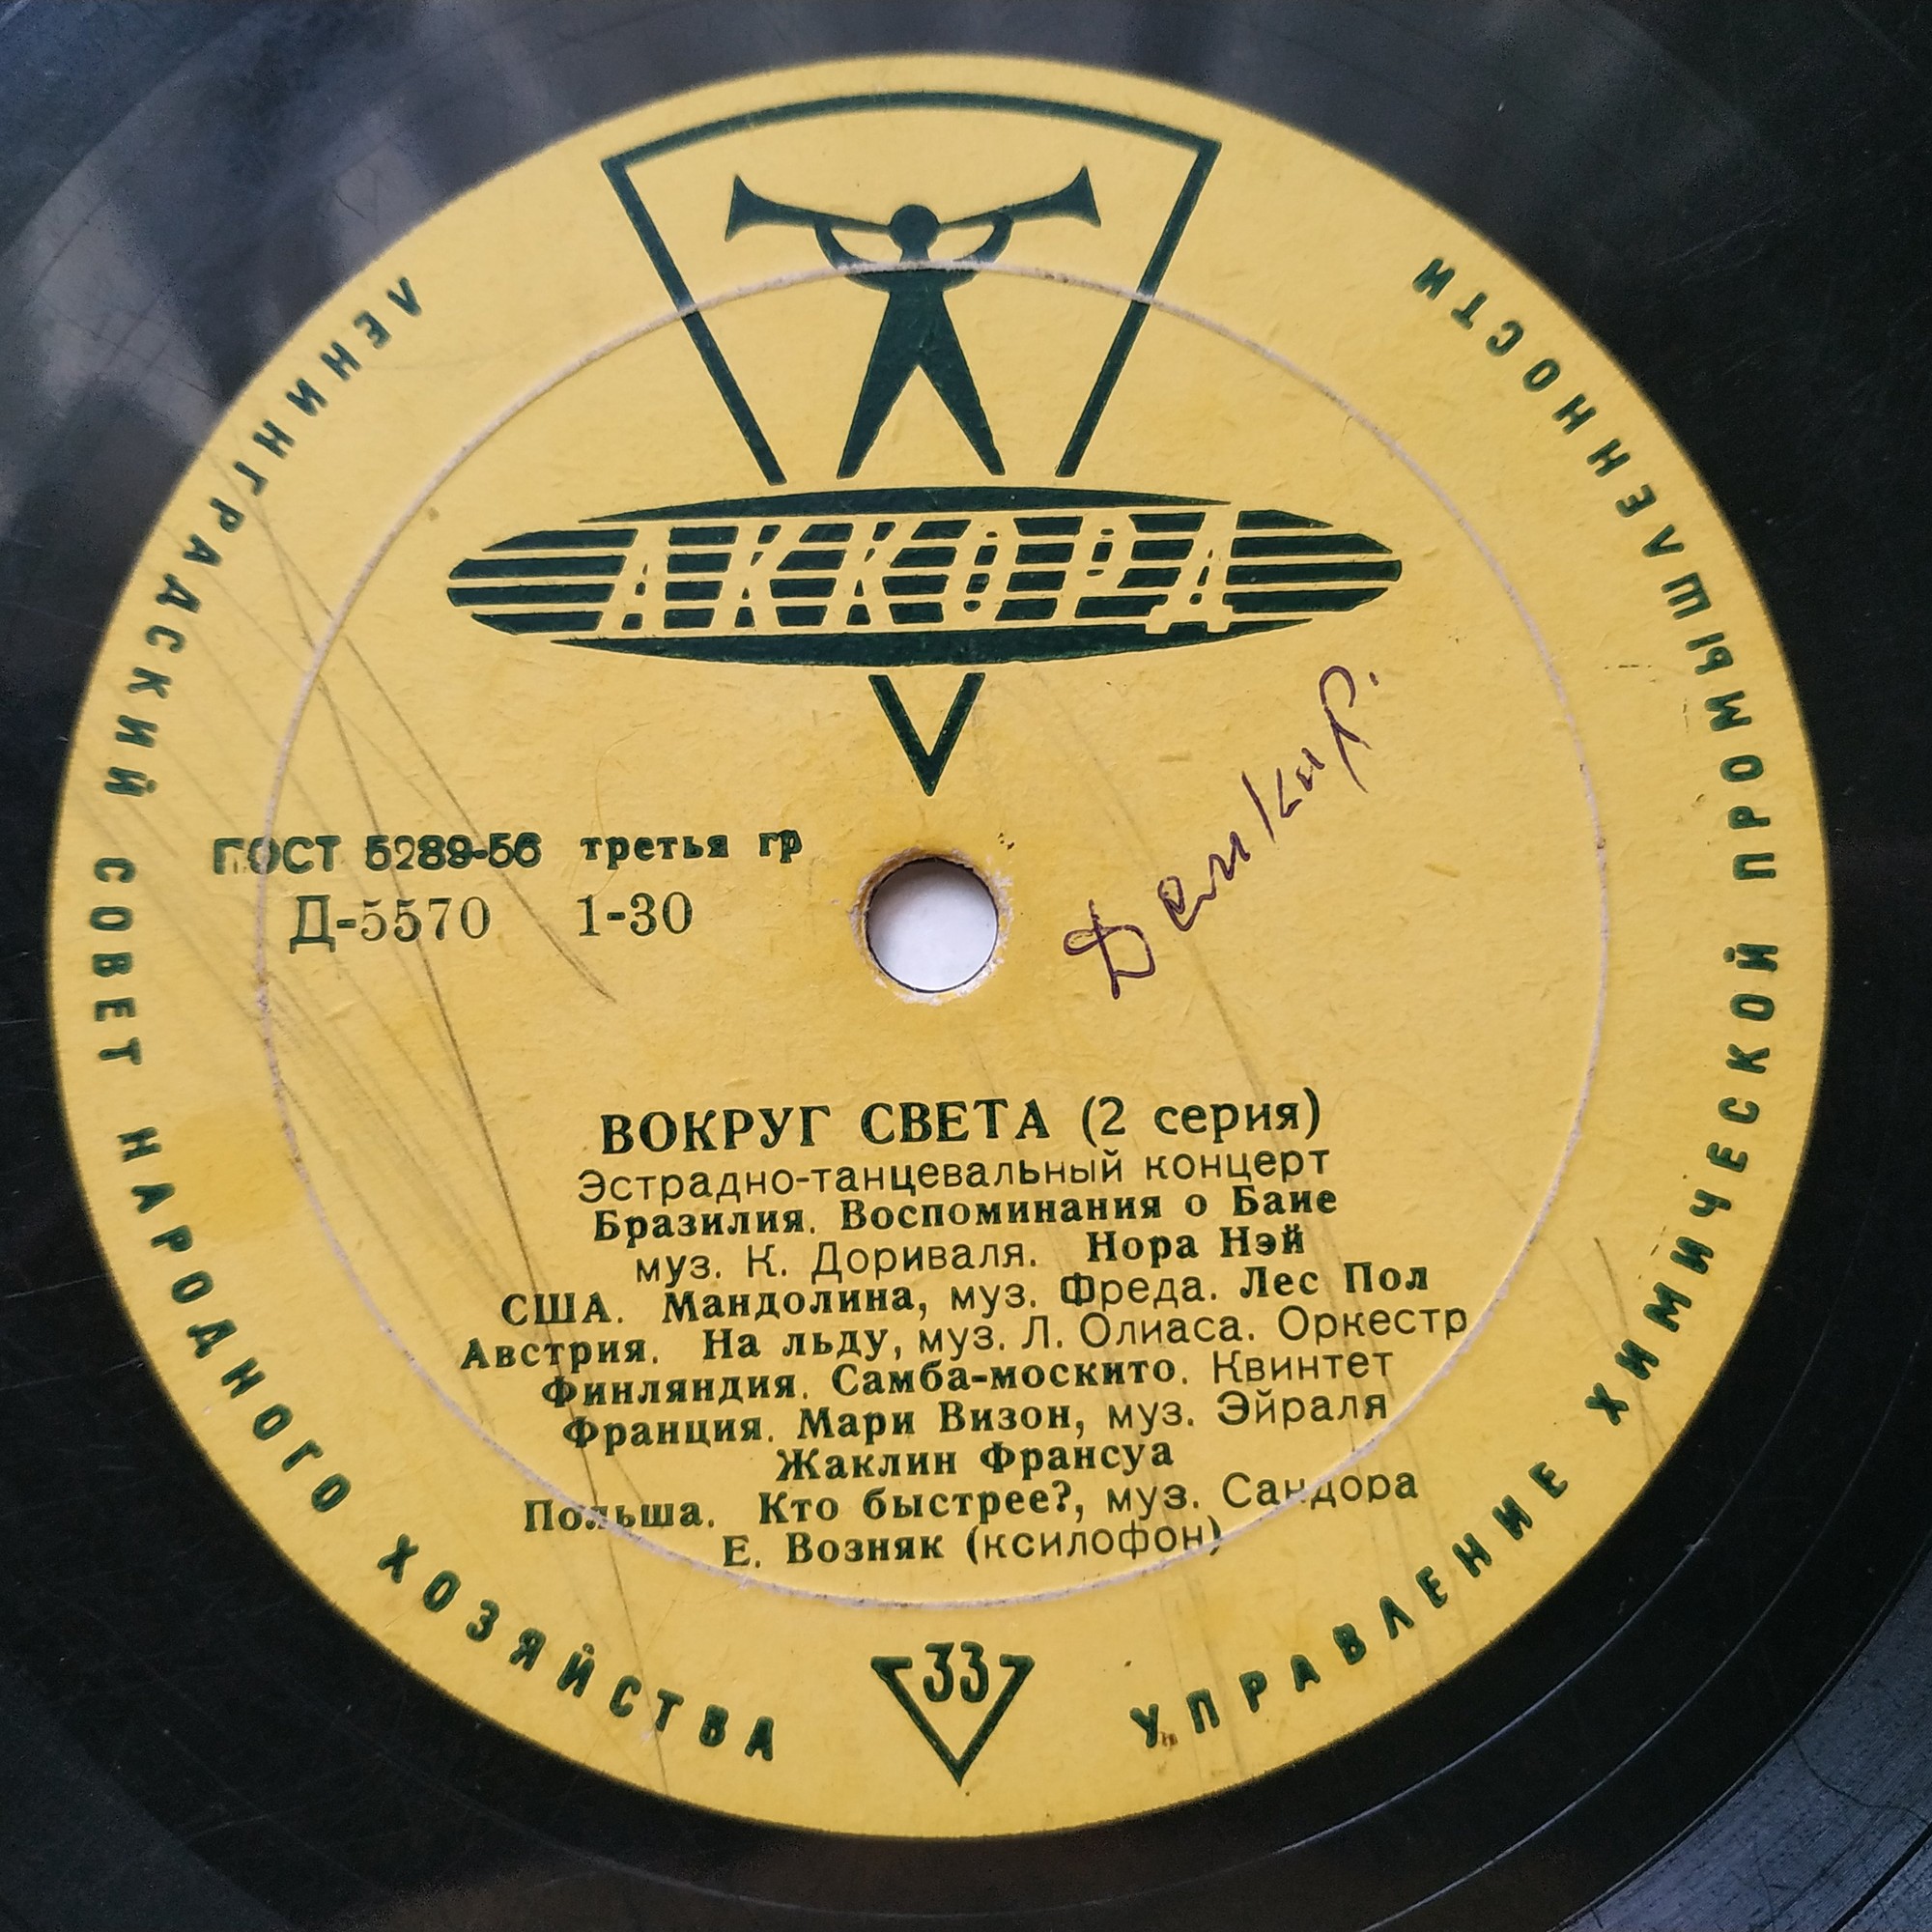 АККОРД
ЛЕНИНГРАДСКИЙ СОВЕТ НАРОДНОГО ХОЗЯЙСТВА
УПРАВЛЕНИЕ ХИМИЧЕСКОЙ ПРОМЫШЛЕННОСТИ
ГОСТ 5289-56 третья гр
Д-5570 1-30
ВОКРУГ СВЕТА (2 серия)
Эстрадно-танцевальный концерт
Бразилия. Воспоминания о Баие
муз. К. Дориваля. Нора Нэй
США. Мандолина, муз. Фреда. Лес Пол
Австрия. На льду, муз. Л. Олиаса. Оркестр
Финляндия. Самба-москито. Квинтет
Франция. Мари Визон, муз. Эйраля
Жаклин Франсуа
Польша. Кто быстрее?, муз. Сандора
Е. Возняк (ксилофон)
33